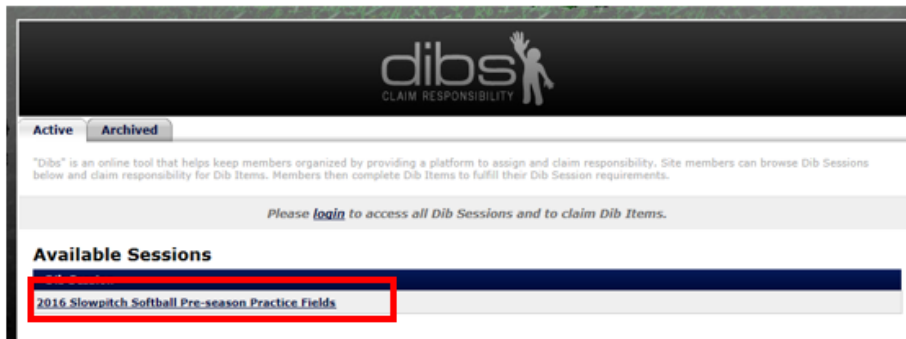 dibs
CLAIM RESPONSIBILITY
Active Archived
"Dibs" is an online tool that helps keep members organized by providing a platform to assign and claim responsibility. Site members can browse Dib Sessions
below and claim responsibility for Dib Items. Members then complete Dib Items to fulfill their Dib Session requirements.
Please login to access all Dib Sessions and to claim Dib Items.
Available Sessions
2016 Slowpitch Softball Pre-season Practice Fields